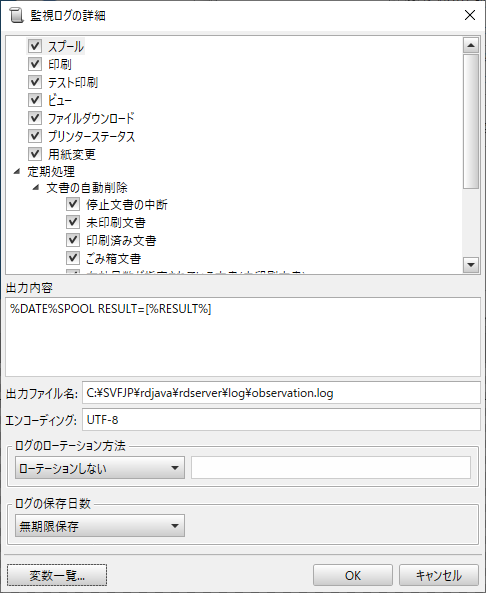 監視ログの詳細
スプール
印刷
テスト印刷
ビュー
ファイルダウンロード
プリンターステータス
用紙変更
定期処理
文書の自動削除
停止文書の中断
未印刷文書
印刷済み文書
ごみ箱文書
出力内容
%DATE%SPOOL RESULT=[%RESULT%]
出力ファイル名: C:¥SVFJP¥rdjava¥rdserver¥log¥observation.log
エンコーディング: UTF-8
ログのローテーション方法
ローテーションしない
ログの保存日数
無期限保存
変数一覧... OK キャンセル